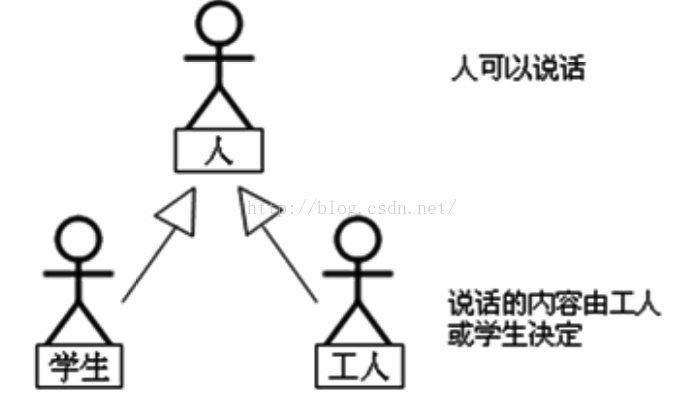 人可以说话
人
http://blog.csdn.net/
说话的内容由工人
或学生决定
学生
工人